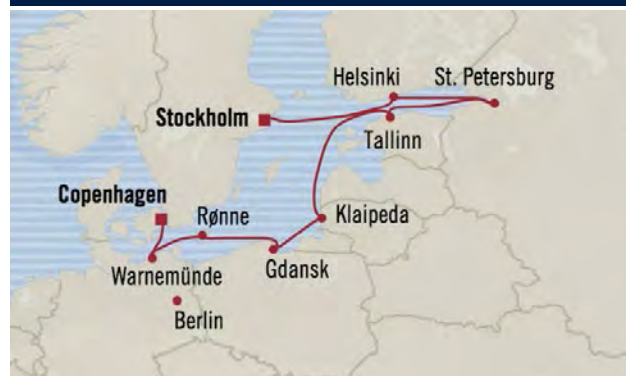 Helsinki
St. Petersburg
Stockholm
Tallinn
Copenhagen
Rønne
Klaipeda
Warnemünde
Gdansk
Berlin